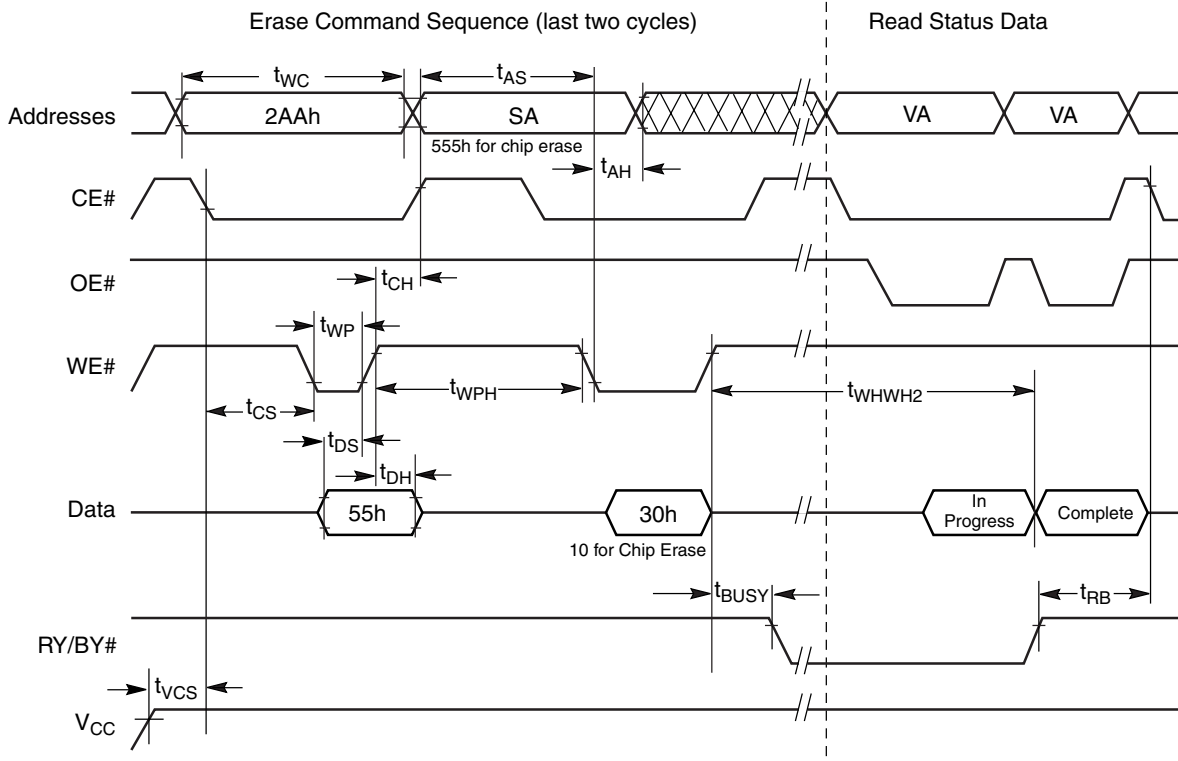 Erase Command Sequence (last two cycles)
Read Status Data
tWC
tAS
Addresses
2AAh
SA
VA
VA
555h for chip erase
tAH
CE#
OE#
tCH
tWP
WE#
tWPH
tWHWH2
tCS
tDS
tDH
Data
55h
30h
In
Progress
Complete
10 for Chip Erase
tBUSY
tRB
RY/BY#
tVCS
VCC